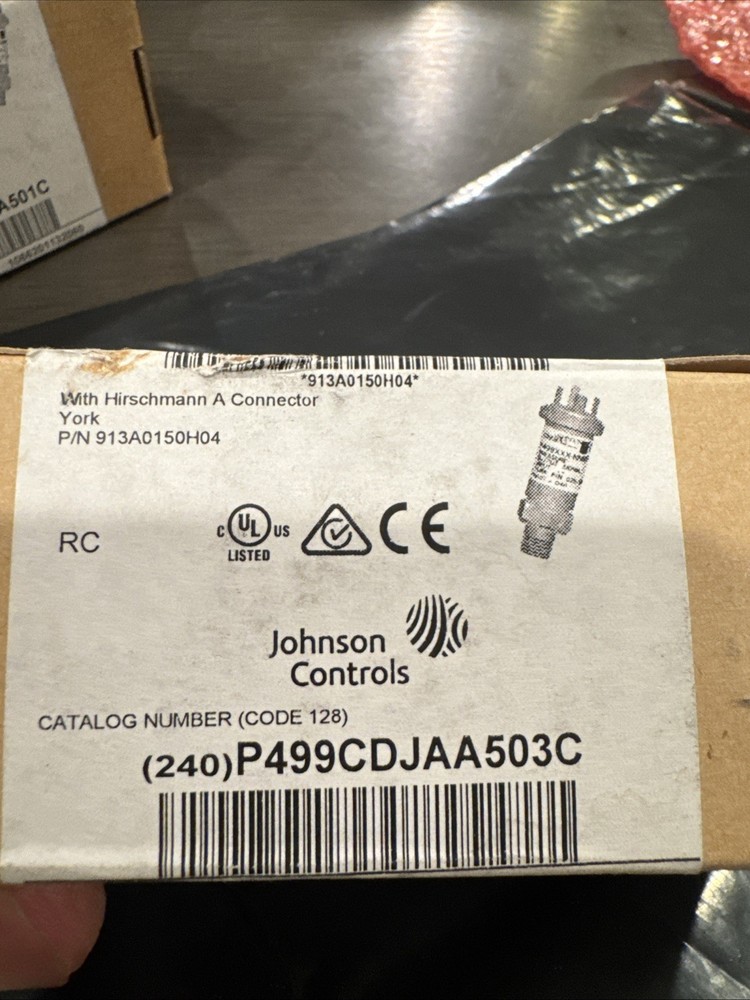 A501C
*913A0150H04*
With Hirschmann A Connector
York
P/N 913A0150H04
RC
C UL US
LISTED
CE
Johnson
Controls
CATALOG NUMBER (CODE 128)
(240)P499CDJAA503C